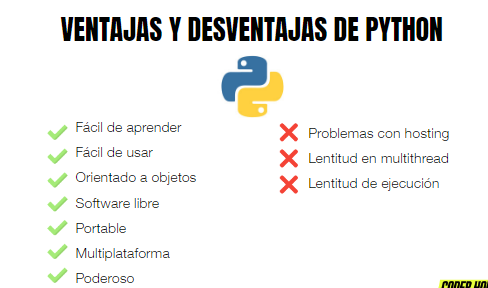 VENTAJAS Y DESVENTAJAS DE PYTHON
Fácil de aprender
Fácil de usar
Orientado a objetos
Software libre
Portable
Multiplataforma
Poderoso
Problemas con hosting
Lentitud en multithread
Lentitud de ejecución